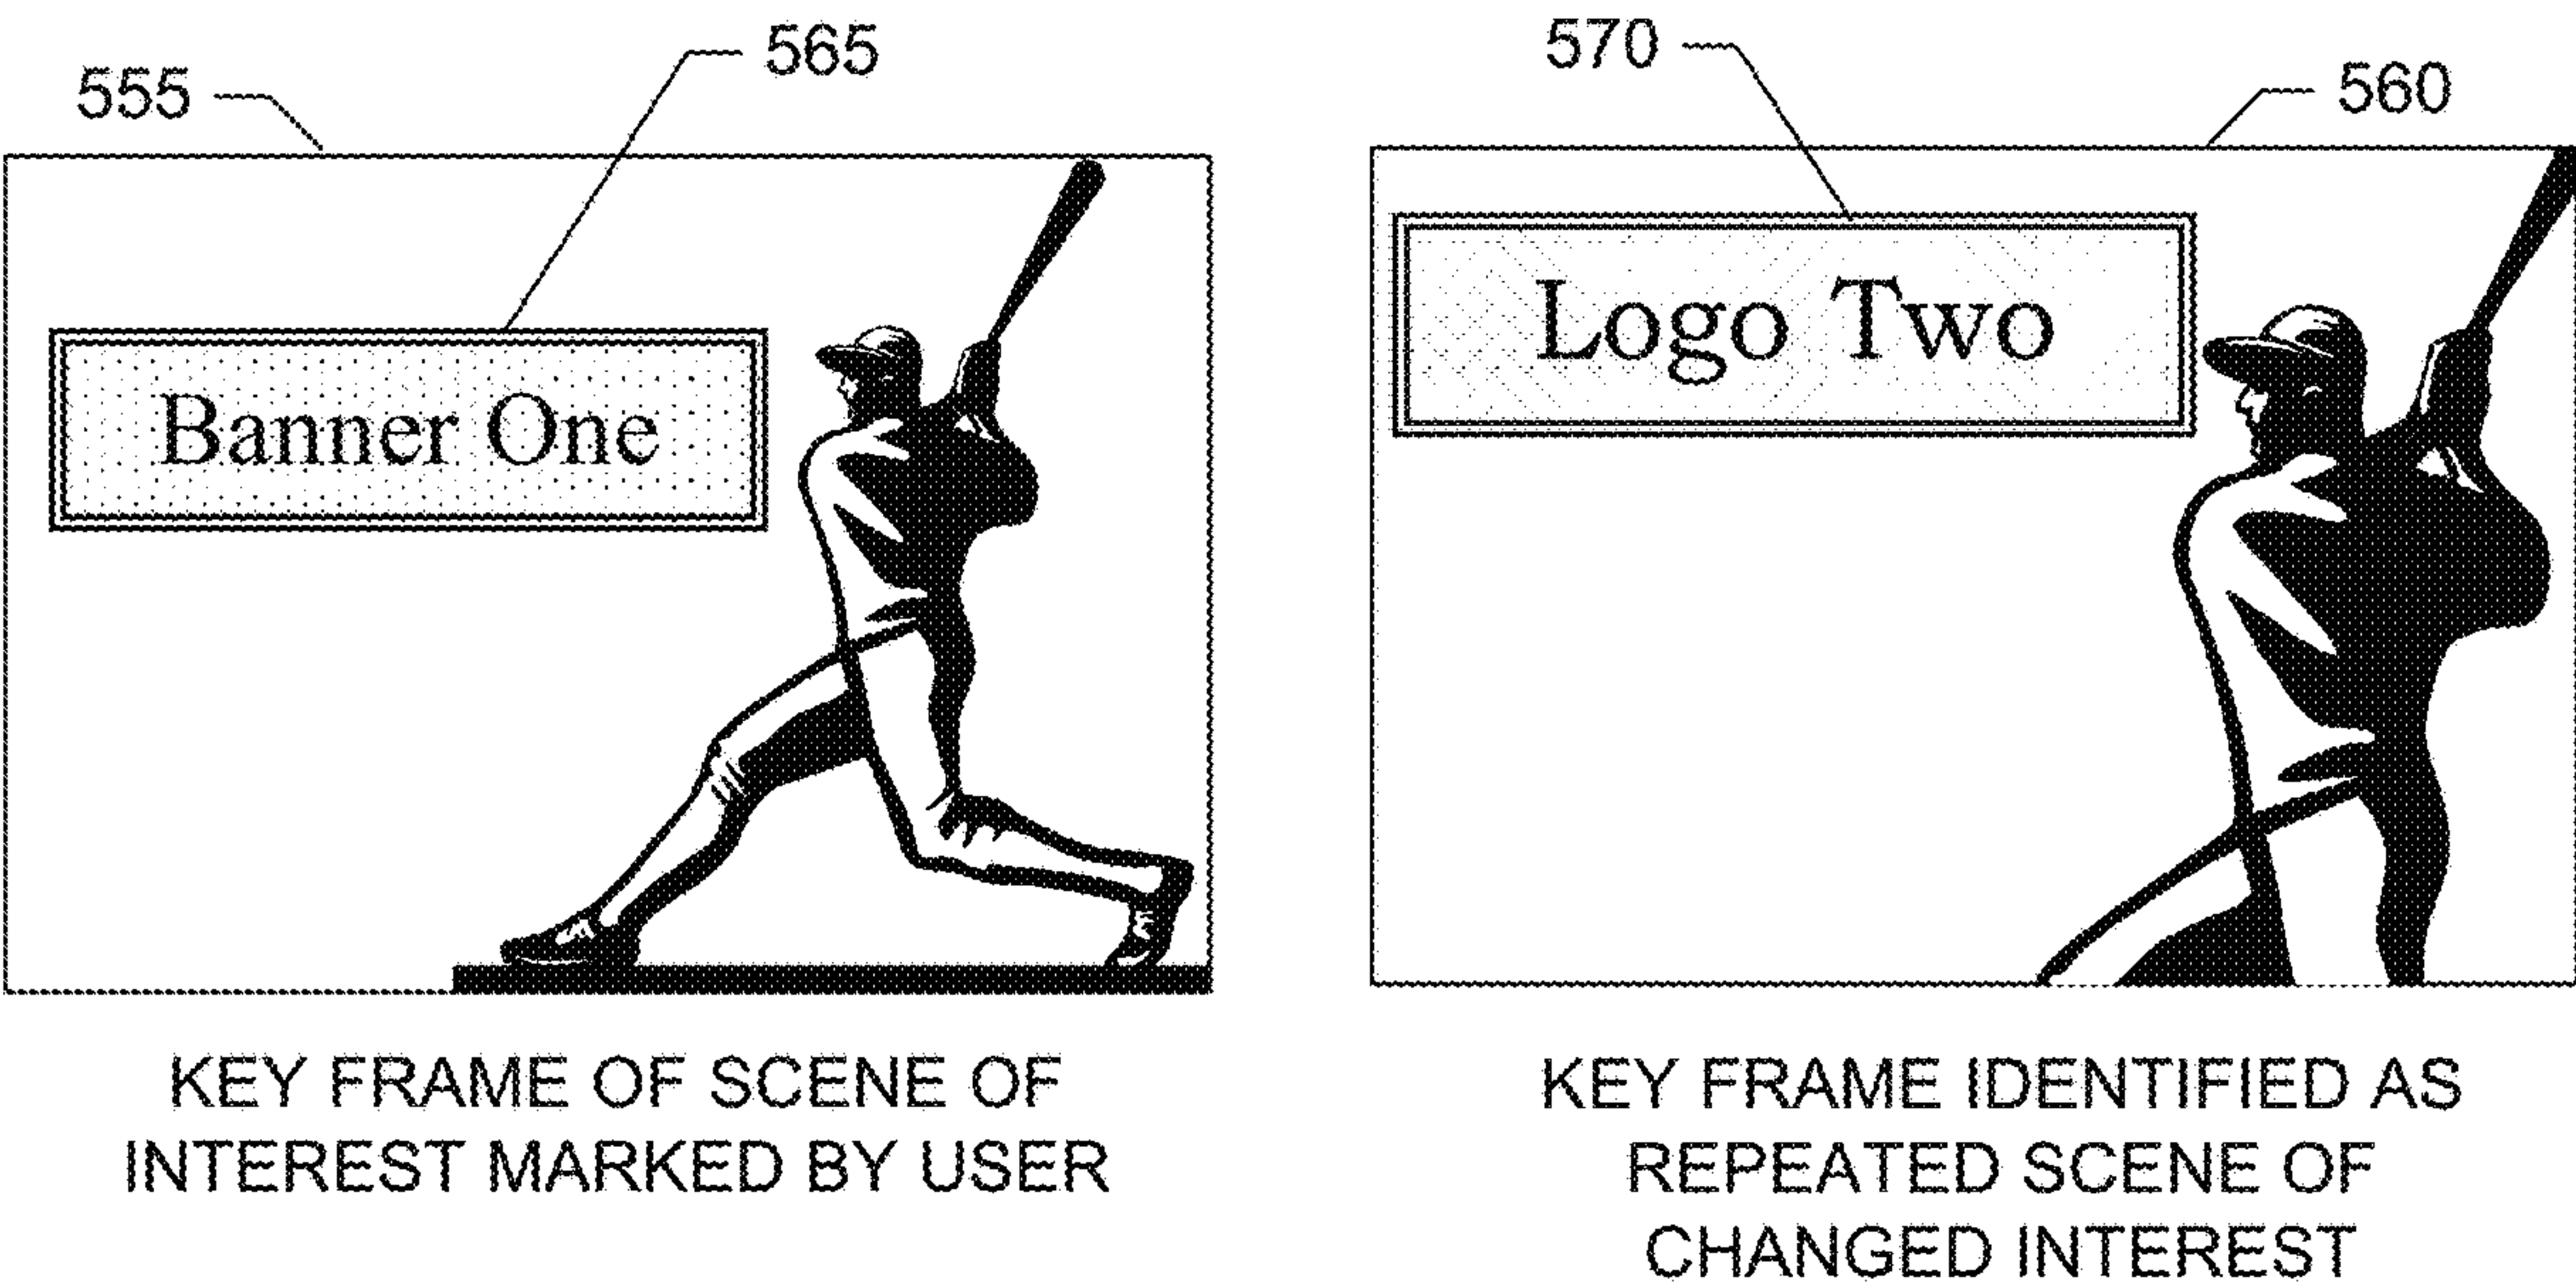 555
565
570
560
Banner One
Logo Two
KEY FRAME OF SCENE OF
INTEREST MARKED BY USER
KEY FRAME IDENTIFIED AS
REPEATED SCENE OF
CHANGED INTEREST